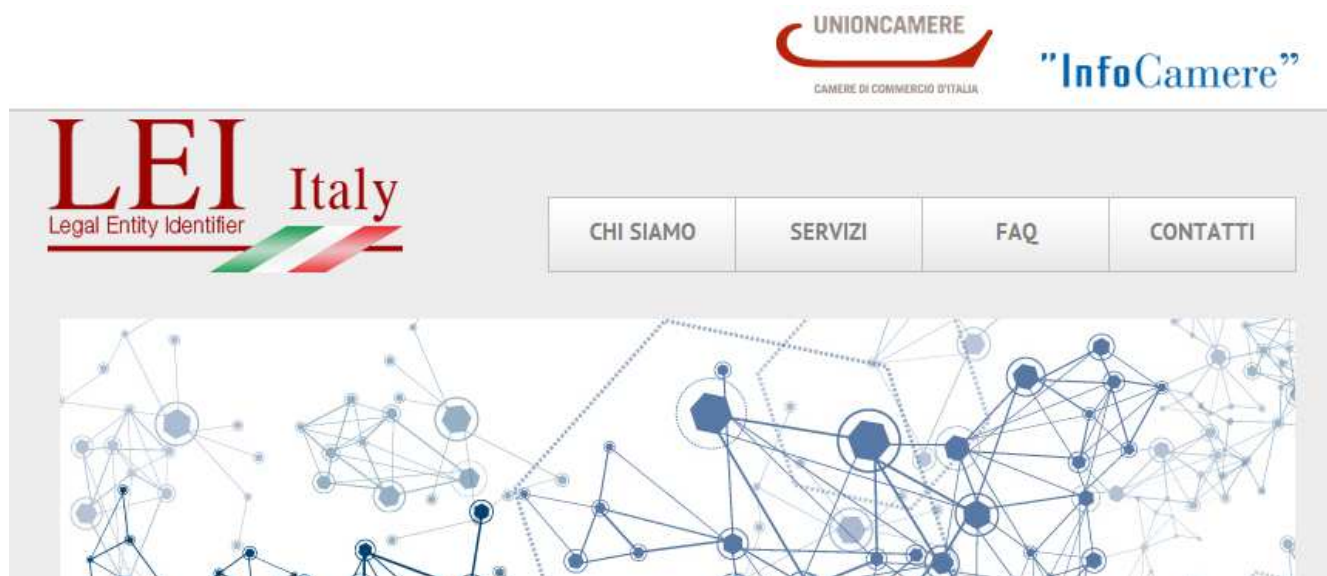 UNIONCAMERE
CAMERE DI COMMERCIO D'ITALIA
"InfoCamere"
LEI Italy
Legal Entity Identifier
CHI SIAMO SERVIZI FAQ CONTATTI